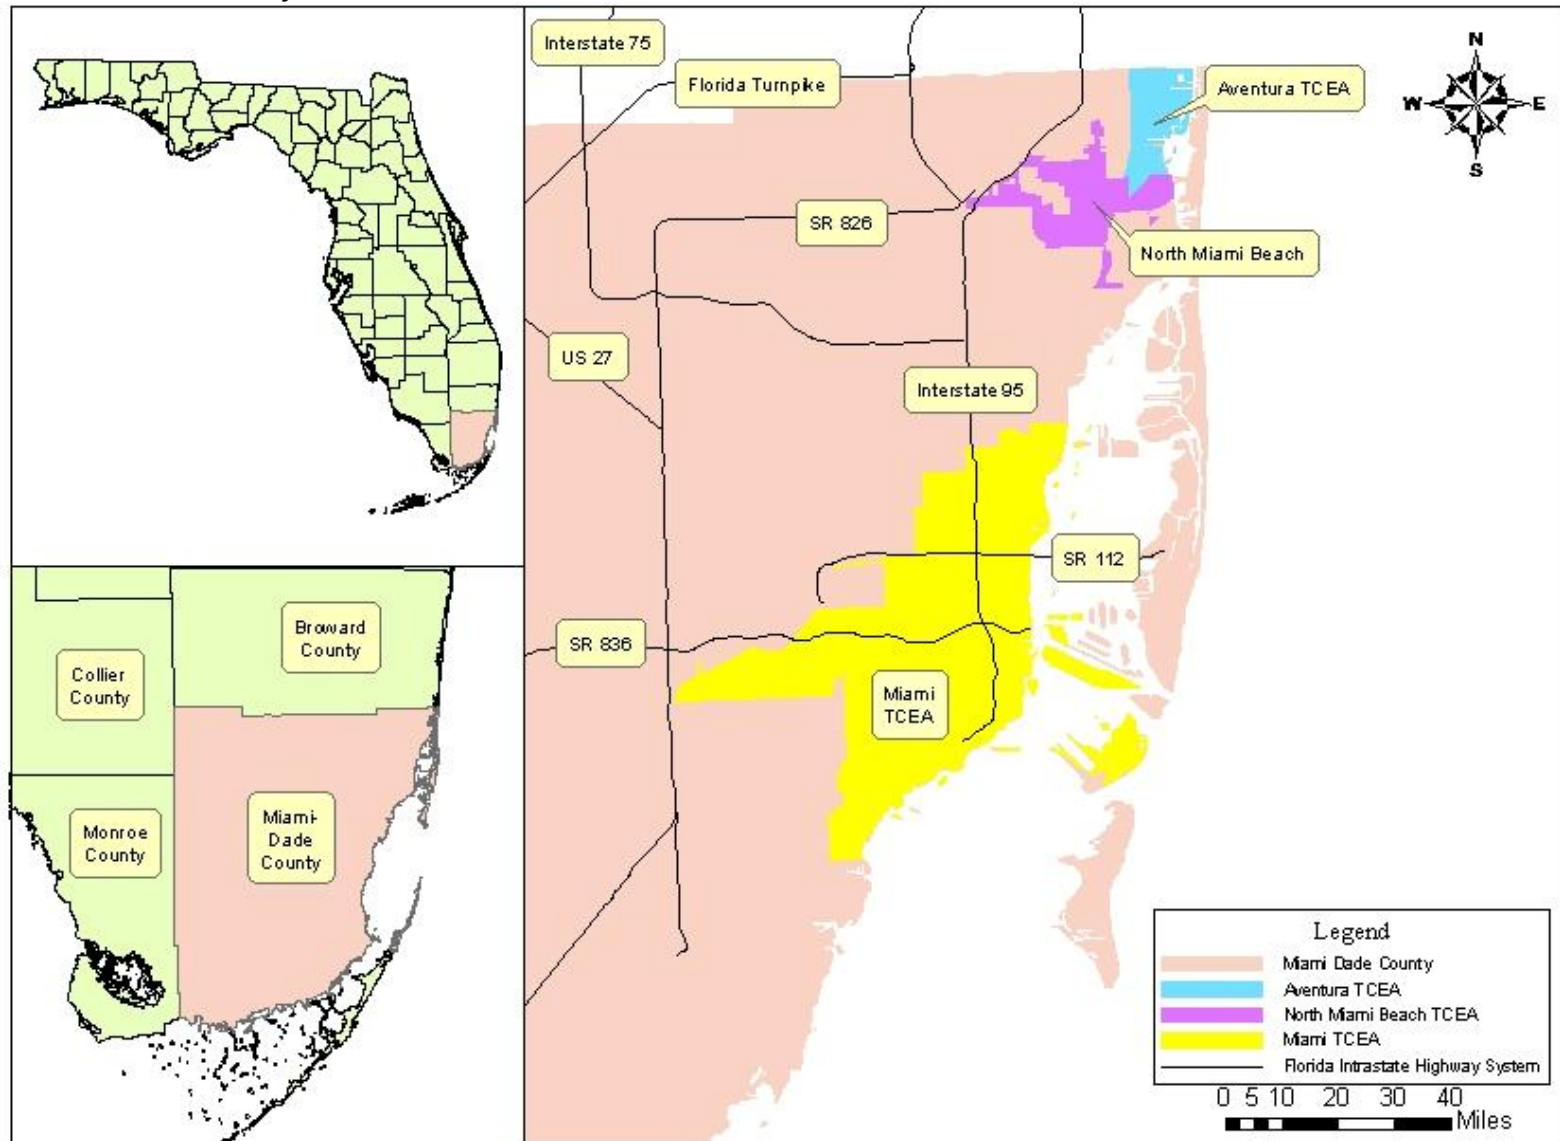 Interstate 75
Florida Turnpike
Aventura TCEA
N
W
E
S
SR 826
North Miami Beach
US 27
Interstate 95
SR 112
SR 836
Miami
TCEA
Broward
County
Collier
County
Monroe
County
Miami-
Dade
County
Legend
Miami Dade County
Aventura TCEA
North Miami Beach TCEA
Miami TCEA
Florida Intrastate Highway System
0 5 10 20 30 40
Miles